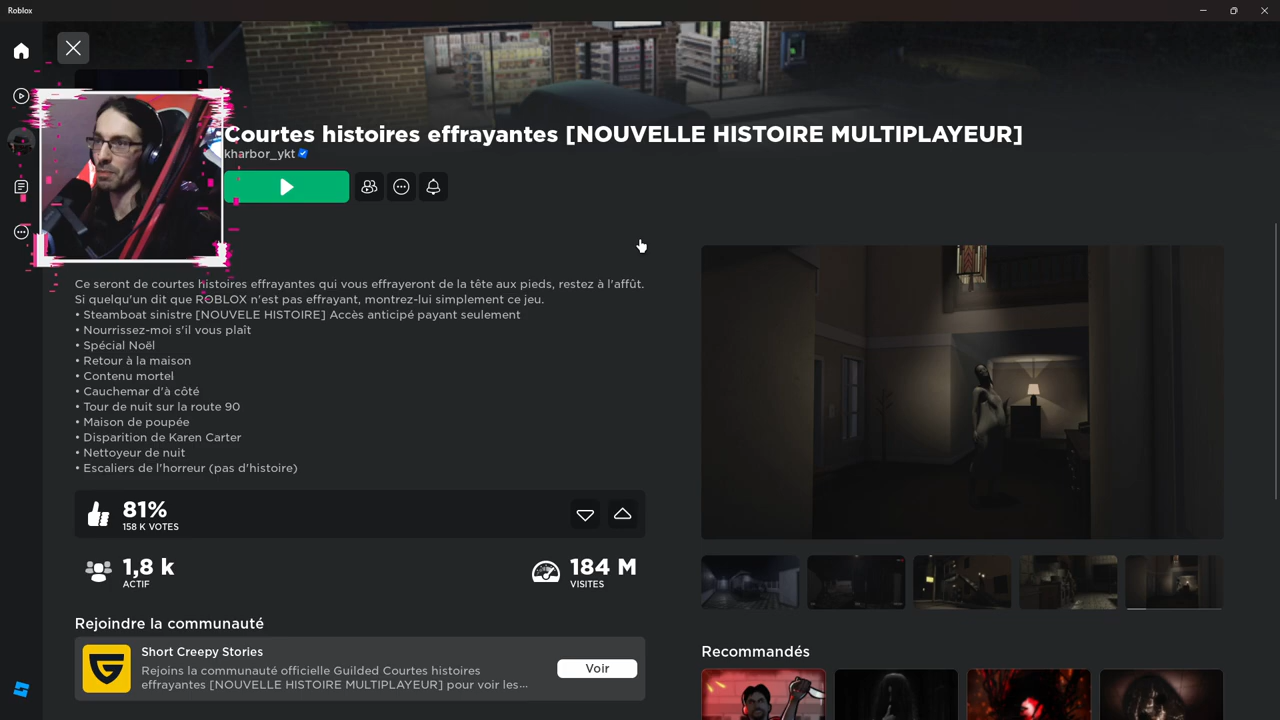 Roblox
Courtes histoires effrayantes [NOUVELLE HISTOIRE MULTIPLAYEUR]
kharbor_ykt
Ce seront de courtes histoires effrayantes qui vous effrayeront de la tête aux pieds, restez à l'affût.
Si quelqu'un dit que ROBLOX n'est pas effrayant, montrez-lui simplement ce jeu.
• Steamboat sinistre [NOUVELE HISTOIRE] Accès anticipé payant seulement
• Nourrissez-moi s'il vous plaît
• Spécial Noël
• Retour à la maison
• Contenu mortel
• Cauchemar d'à côté
• Tour de nuit sur la route 90
• Maison de poupée
• Disparition de Karen Carter
• Nettoyeur de nuit
• Escaliers de l'horreur (pas d'histoire)
81%
158 K VOTES
1,8 k
ACTIF
184 M
VISITES
Rejoindre la communauté
Short Creepy Stories
Rejoins la communauté officielle Guilded Courtes histoires
effrayantes [NOUVELLE HISTOIRE MULTIPLAYEUR] pour voir les...
Voir
Recommandés